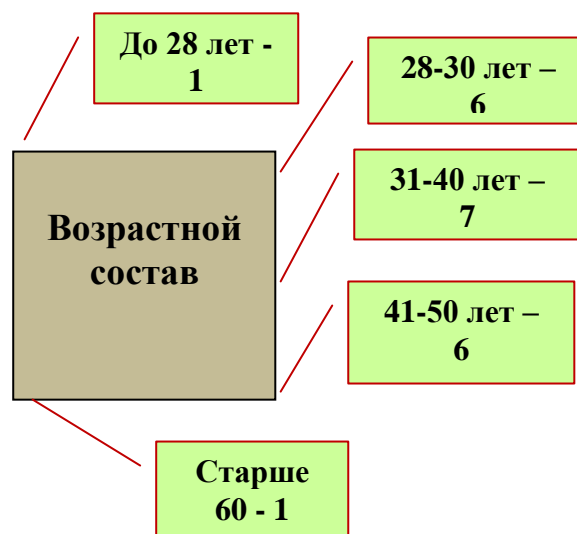 До 28 лет -
1
28-30 лет –
6
31-40 лет –
7
Возрастной
состав
41-50 лет –
6
Старше
60 - 1